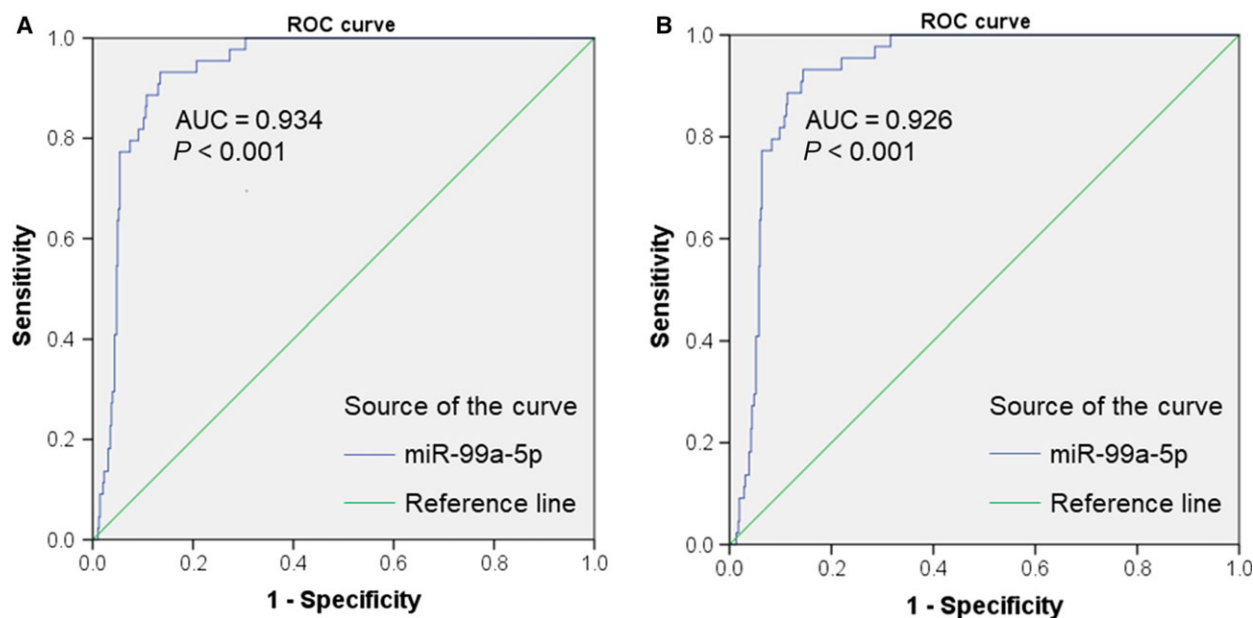 A
ROC curve
1.0
0.8
0.6
0.4
0.2
0.0
Sensitivity
AUC = 0.934
P < 0.001
Source of the curve
miR-99a-5p
Reference line
0.0 0.2 0.4 0.6 0.8 1.0
1 - Specificity
B
ROC curve
1.0
0.8
0.6
0.4
0.2
0.0
Sensitivity
AUC = 0.926
P < 0.001
Source of the curve
miR-99a-5p
Reference line
0.0 0.2 0.4 0.6 0.8 1.0
1 - Specificity